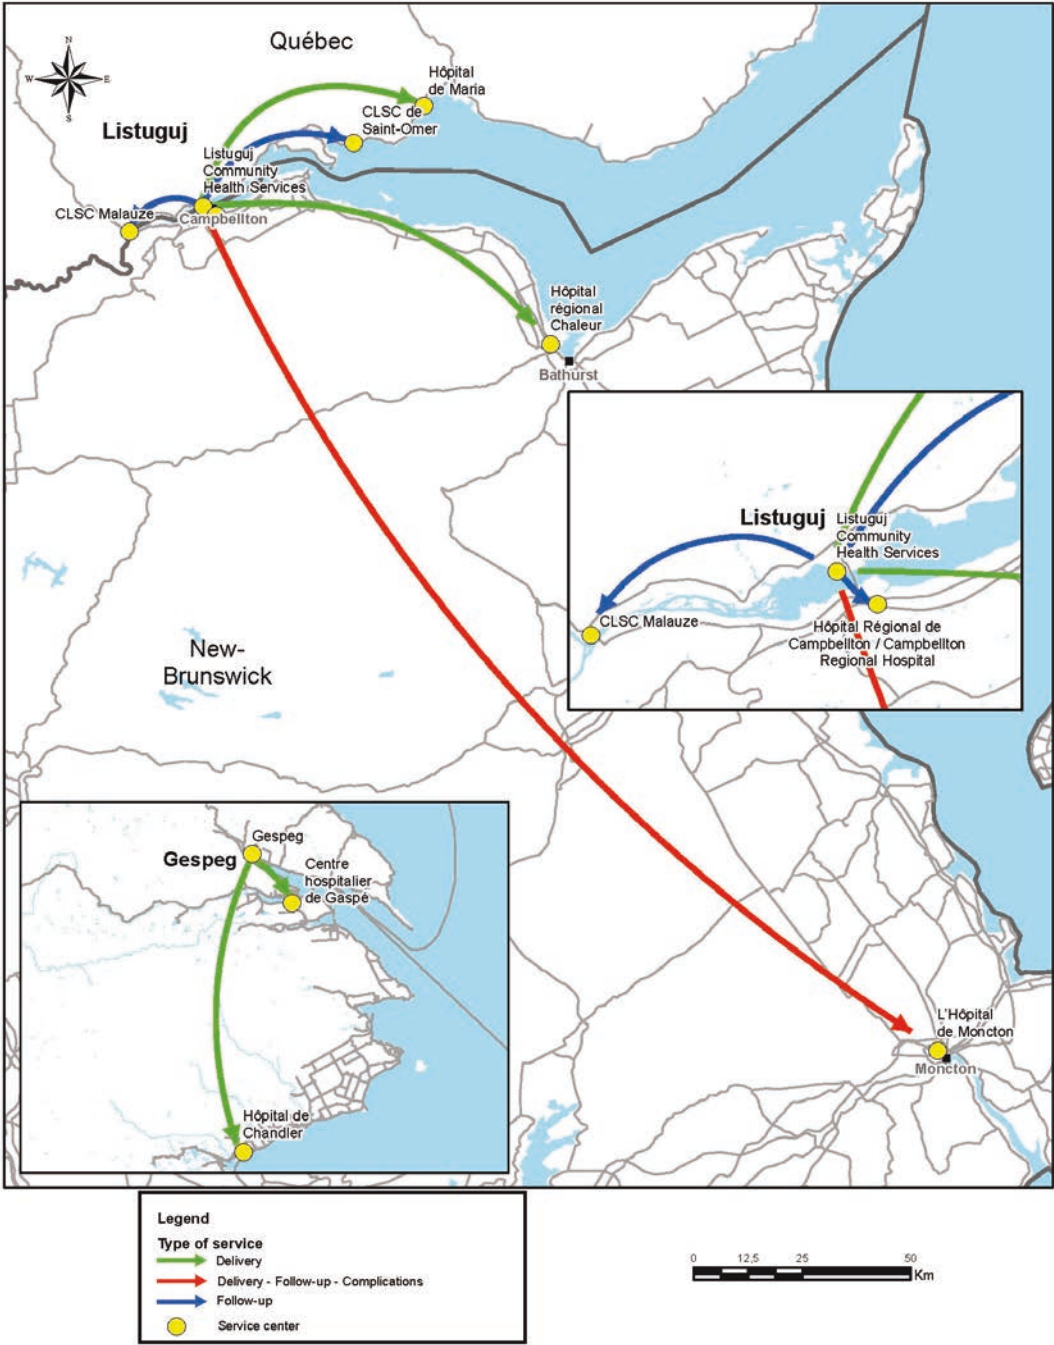 N
W
E
S
Québec
Hôpital
de Maria
CLSC de
Saint-Omer
Listuguj
Listuguj
Community
Health Services
CLSC Malauze
Campbellton
Hôpital
régional
Chaleur
Bathurst
Listuguj
Listuguj
Community
Health Services
CLSC Malauze
Hôpital Régional de
Campbellton / Campbellton
Regional Hospital
New-
Brunswick
Gespeg
Gespeg
Centre
hospitalier
de Gaspé
Hôpital de
Chandler
L'Hôpital
de Moncton
Moncton
Legend
Type of service
Delivery
Delivery - Follow-up - Complications
Follow-up
Service center
0 12,5 25 50
Km